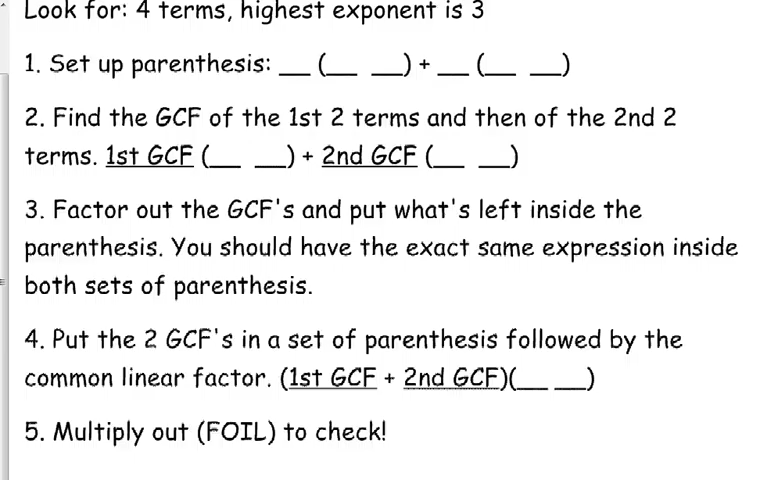 Look for: 4 terms, highest exponent is 3
1. Set up parenthesis: __ (__ __) + __ (__ __)
2. Find the GCF of the 1st 2 terms and then of the 2nd 2
terms. 1st GCF (__ __) + 2nd GCF (__ __)
3. Factor out the GCF's and put what's left inside the
parenthesis. You should have the exact same expression inside
both sets of parenthesis.
4. Put the 2 GCF's in a set of parenthesis followed by the
common linear factor. (1st GCF + 2nd GCF)(__ __)
5. Multiply out (FOIL) to check!